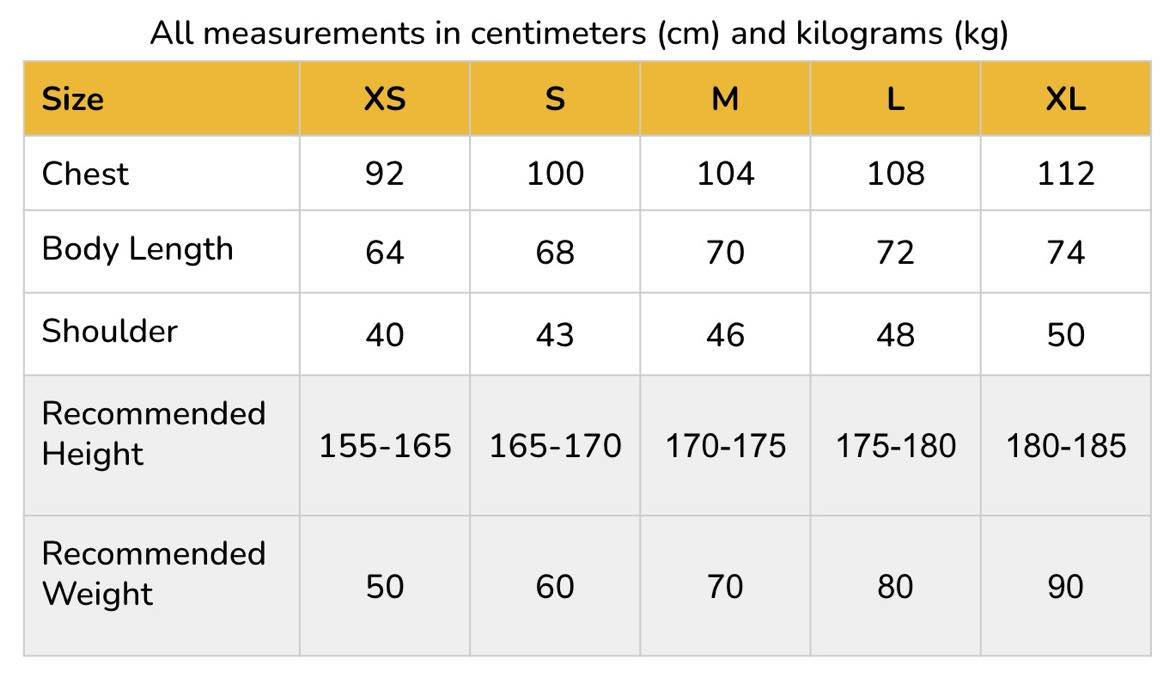 All measurements in centimeters (cm) and kilograms (kg)
Size XS S M L XL
Chest 92 100 104 108 112
Body Length 64 68 70 72 74
Shoulder 40 43 46 48 50
Recommended
Height 155-165 165-170 170-175 175-180 180-185
Recommended
Weight 50 60 70 80 90